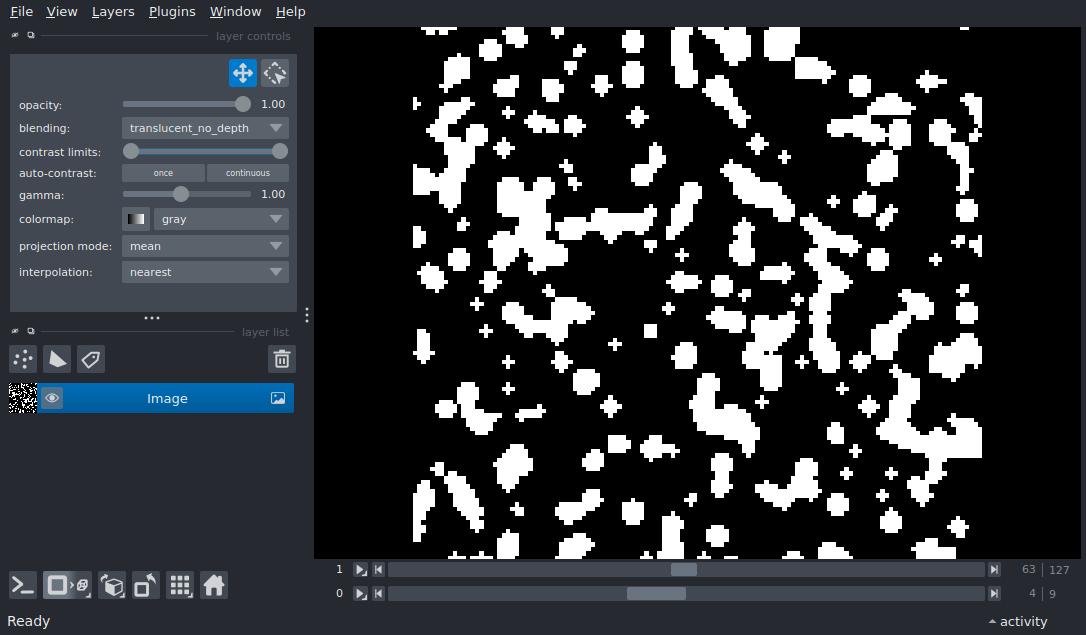 File View Layers Plugins Window Help
layer controls
opacity: 1.00
blending: translucent_no_depth
contrast limits:
auto-contrast: once continuous
gamma: 1.00
colormap: gray
projection mode: mean
interpolation: nearest
layer list
Image
1 63 127
0 4 9
Ready activity